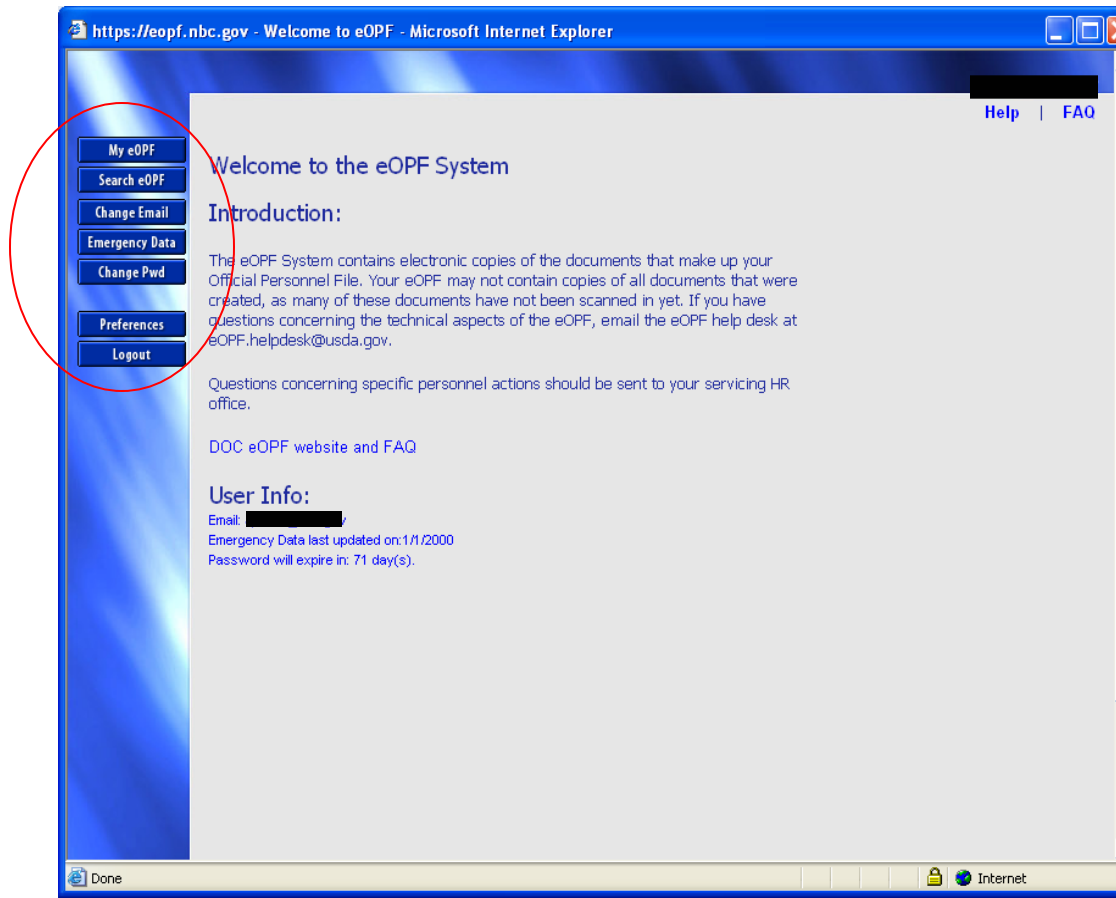 https://eopf.nbc.gov - Welcome to eOPF - Microsoft Internet Explorer
Help | FAQ
My eOPF
Search eOPF
Change Email
Emergency Data
Change Pwd
Preferences
Logout
Welcome to the eOPF System
Introduction:
The eOPF System contains electronic copies of the documents that make up your
Official Personnel File. Your eOPF may not contain copies of all documents that were
created, as many of these documents have not been scanned in yet. If you have
questions concerning the technical aspects of the eOPF, email the eOPF help desk at
eOPF.helpdesk@usda.gov.
Questions concerning specific personnel actions should be sent to your servicing HR
office.
DOC eOPF website and FAQ
User Info:
Email:
Emergency Data last updated on:1/1/2000
Password will expire in: 71 day(s).
Done
Internet